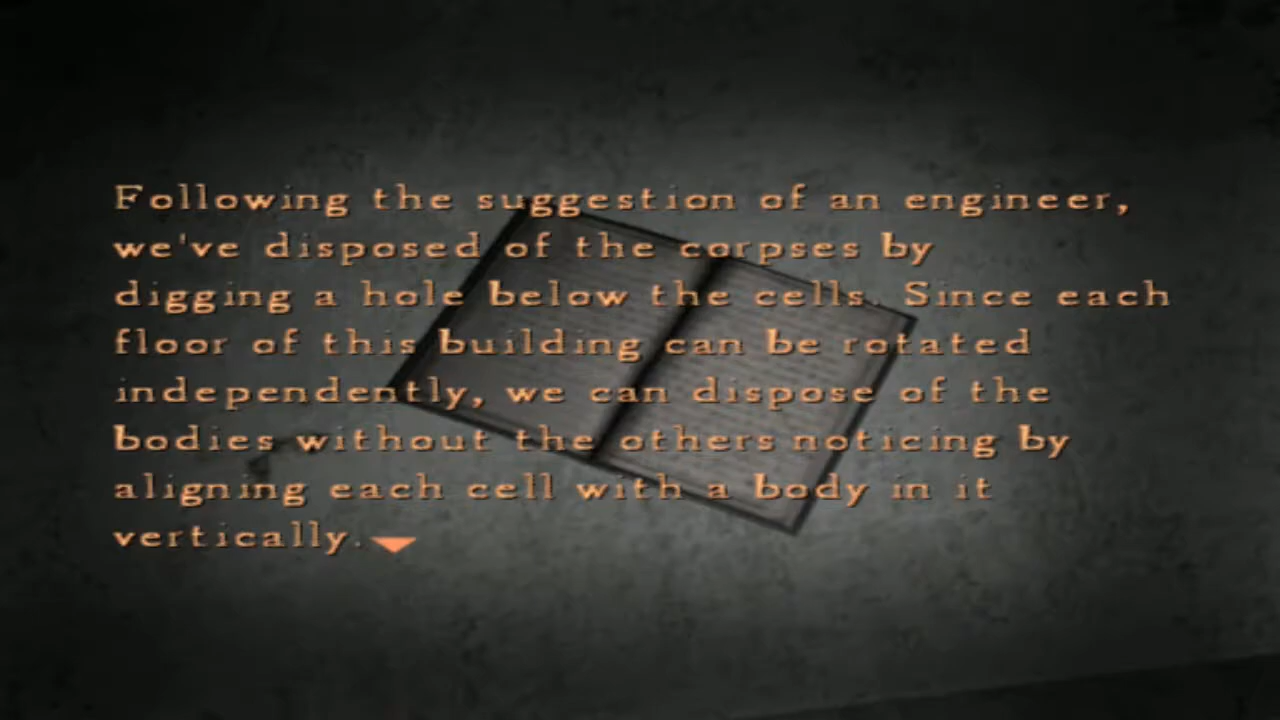 Following the suggestion of an engineer,
we've disposed of the corpses by
digging a hole below the cells. Since each
floor of this building can be rotated
independently, we can dispose of the
bodies without the others noticing by
aligning each cell with a body in it
vertically.